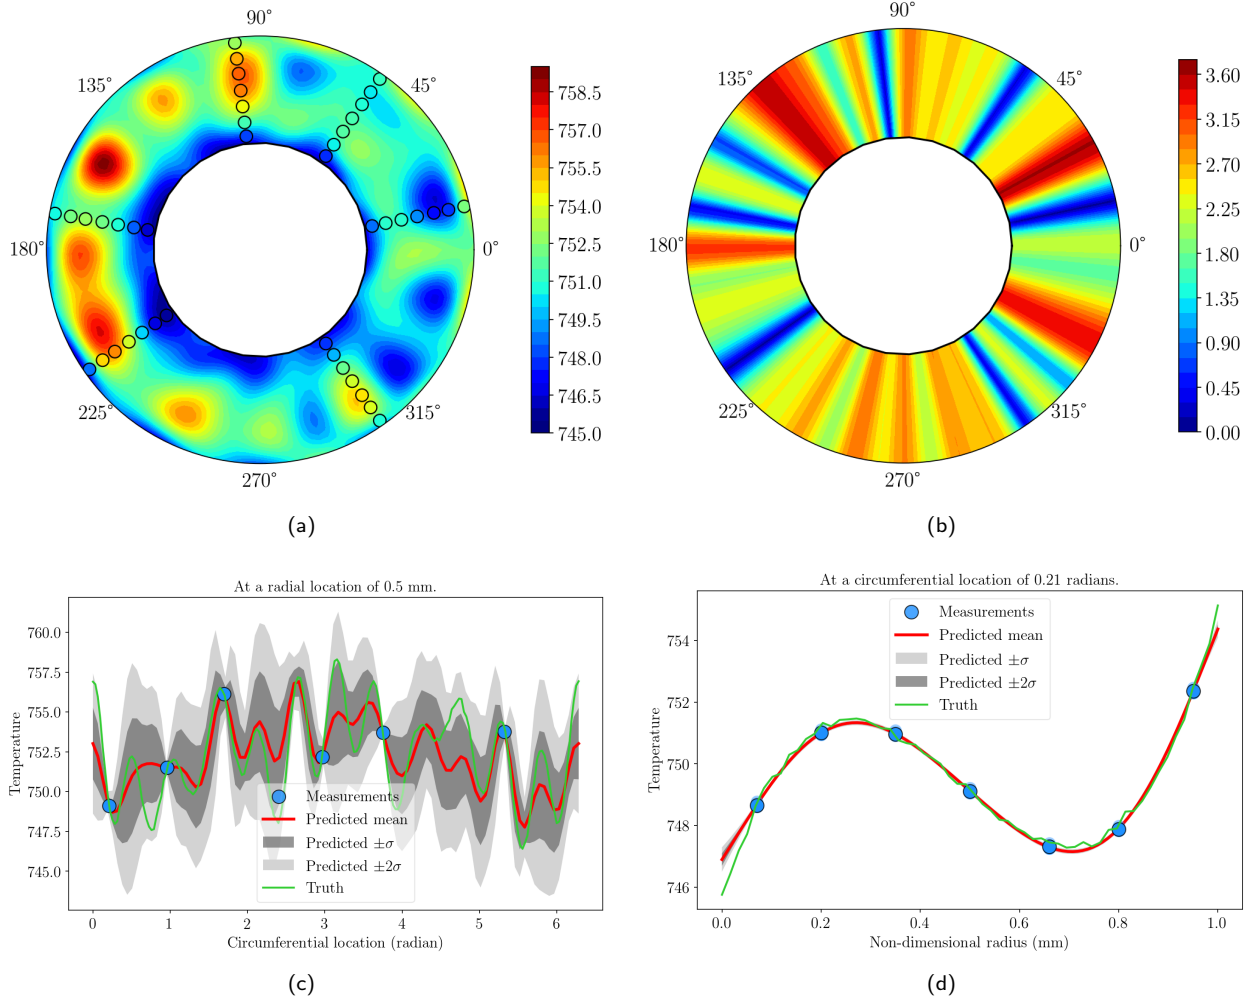 90°
135°
45°
180°
0°
225°
315°
270°
758.5
757.0
755.5
754.0
752.5
751.0
749.5
748.0
746.5
745.0
(a)
90°
135°
45°
180°
0°
225°
315°
270°
3.60
3.15
2.70
2.25
1.80
1.35
0.90
0.45
0.00
(b)
At a radial location of 0.5 mm.
Temperature
760.0
757.5
755.0
752.5
750.0
747.5
745.0
Measurements
Predicted mean
Predicted ±σ
Predicted ±2σ
Truth
0 1 2 3 4 5 6
Circumferential location (radian)
(c)
At a circumferential location of 0.21 radians.
Temperature
754
752
750
748
746
Measurements
Predicted mean
Predicted ±σ
Predicted ±2σ
Truth
0.0 0.2 0.4 0.6 0.8 1.0
Non-dimensional radius (mm)
(d)